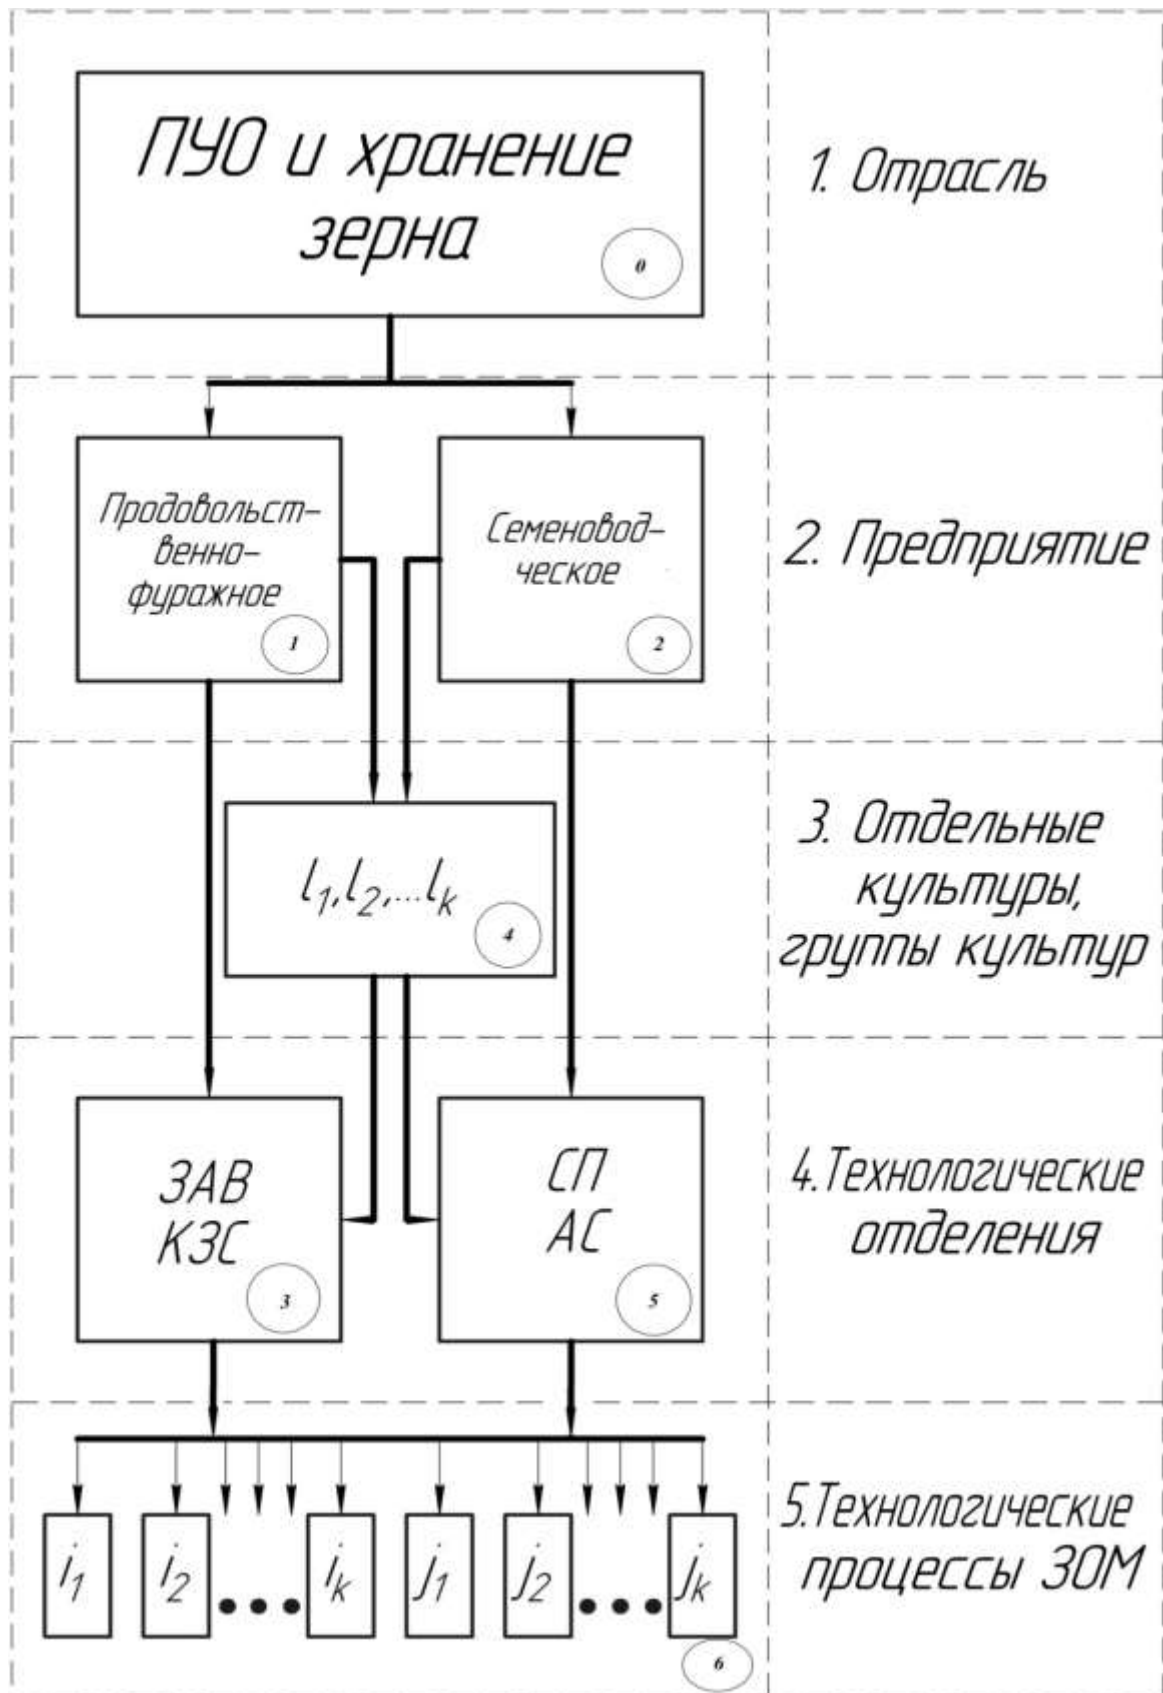 ПУО и хранение
зерна
0
1. Отрасль
Продовольст-
венно-
фуражное
1
Семеновод-
ческое
2
2. Предприятие
l₁,l₂,...lₖ
4
3. Отдельные
культуры,
группы культур
ЗАВ
КЗС
3
СП
АС
5
4.Технологические
отделения
i₁
i₂
iₖ
j₁
j₂
jₖ
6
5.Технологические
процессы ЗОМ